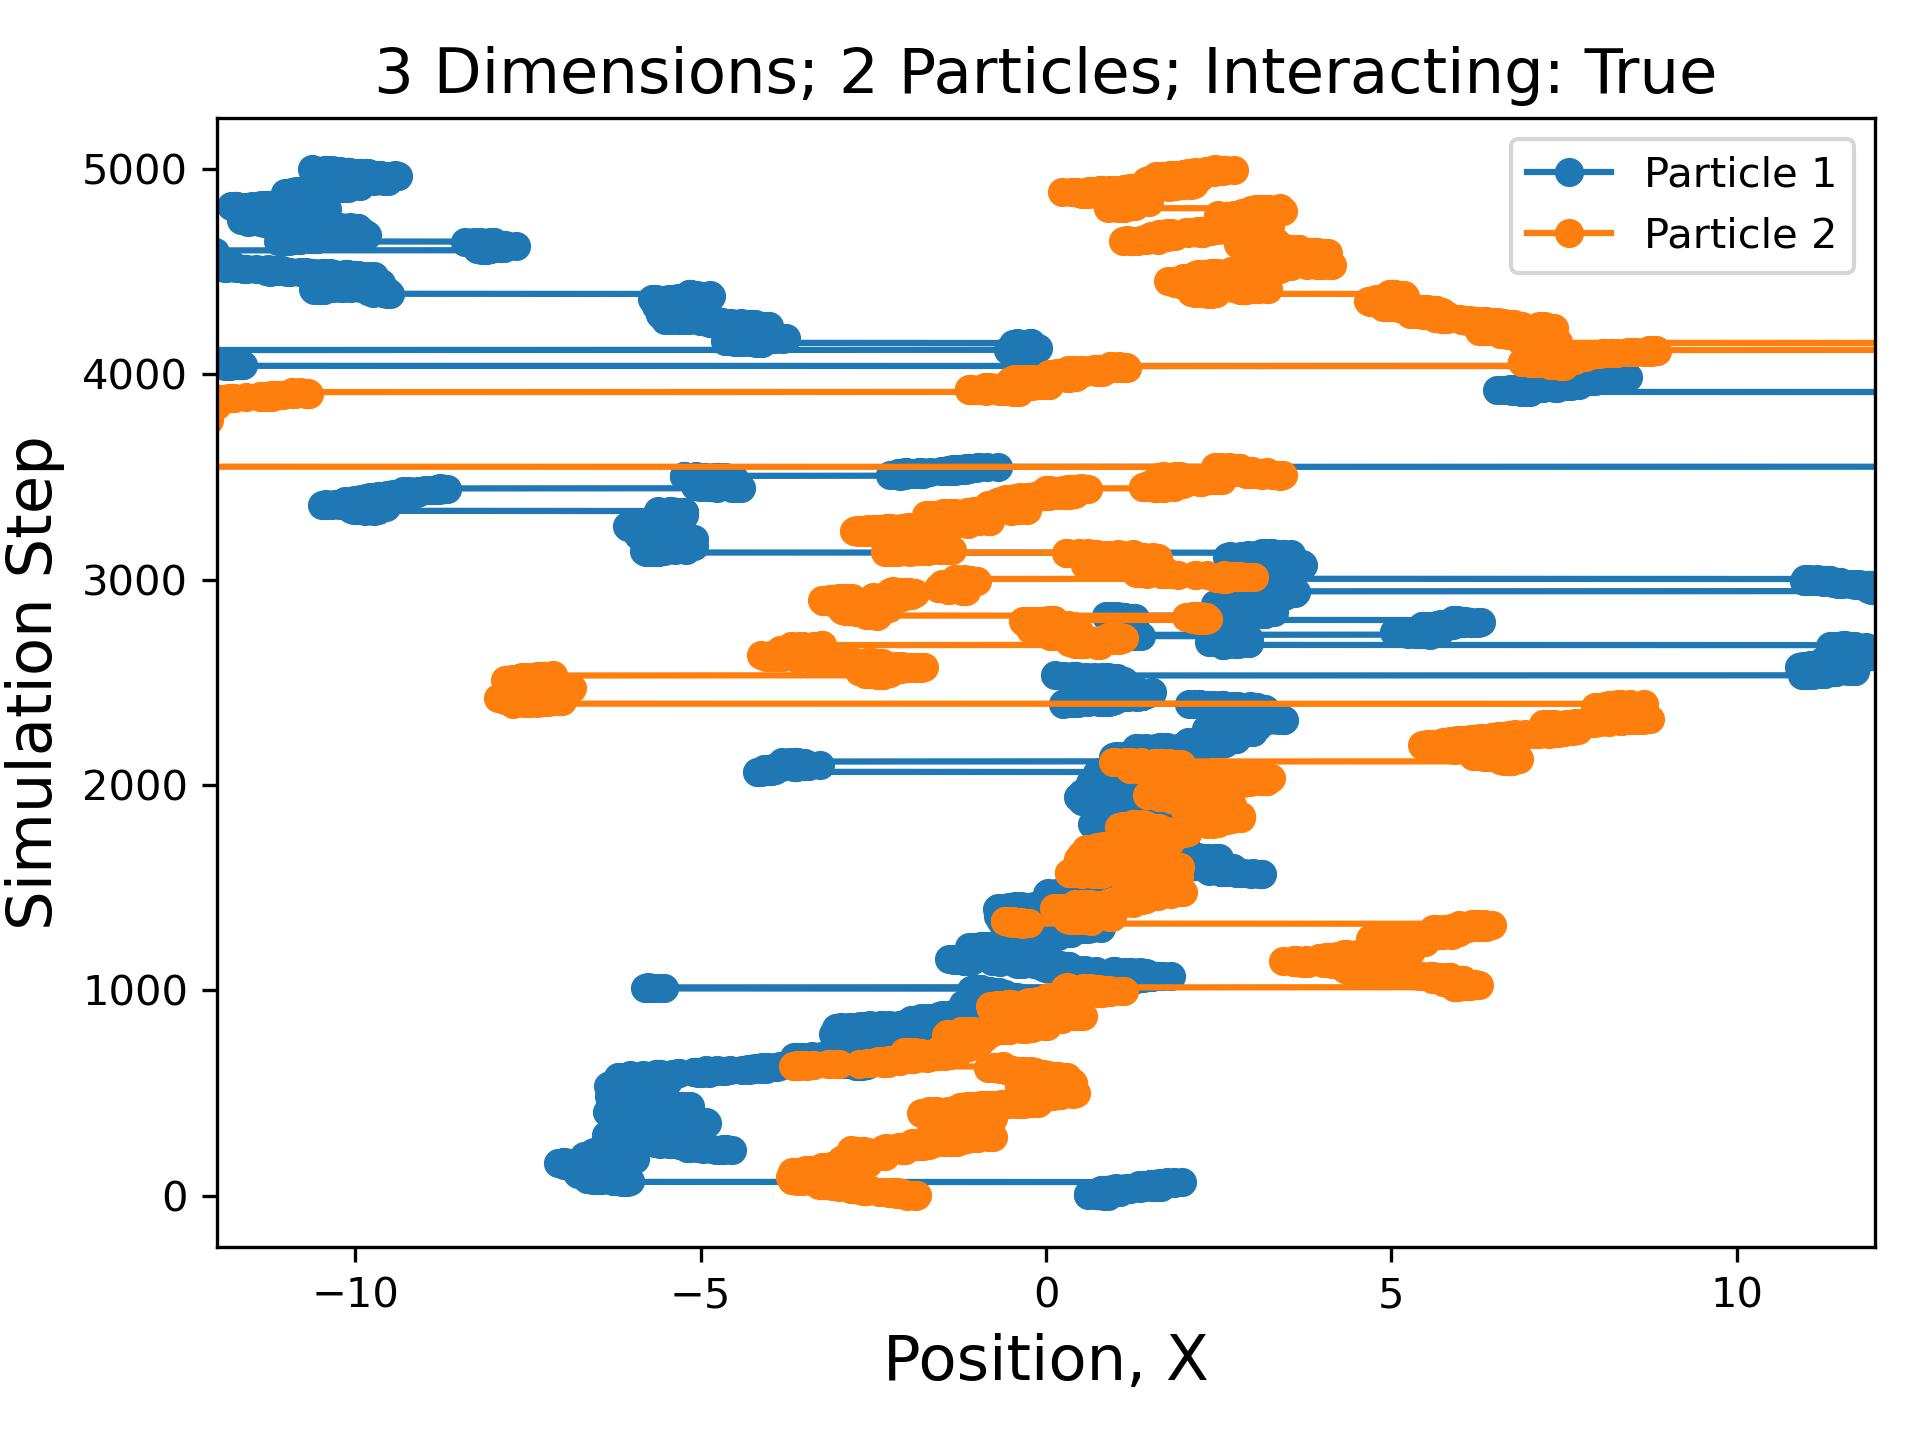 3 Dimensions; 2 Particles; Interacting: True
Particle 1
Particle 2
5000
4000
3000
2000
1000
0
Simulation Step
−10
−5
0
5
10
Position, X